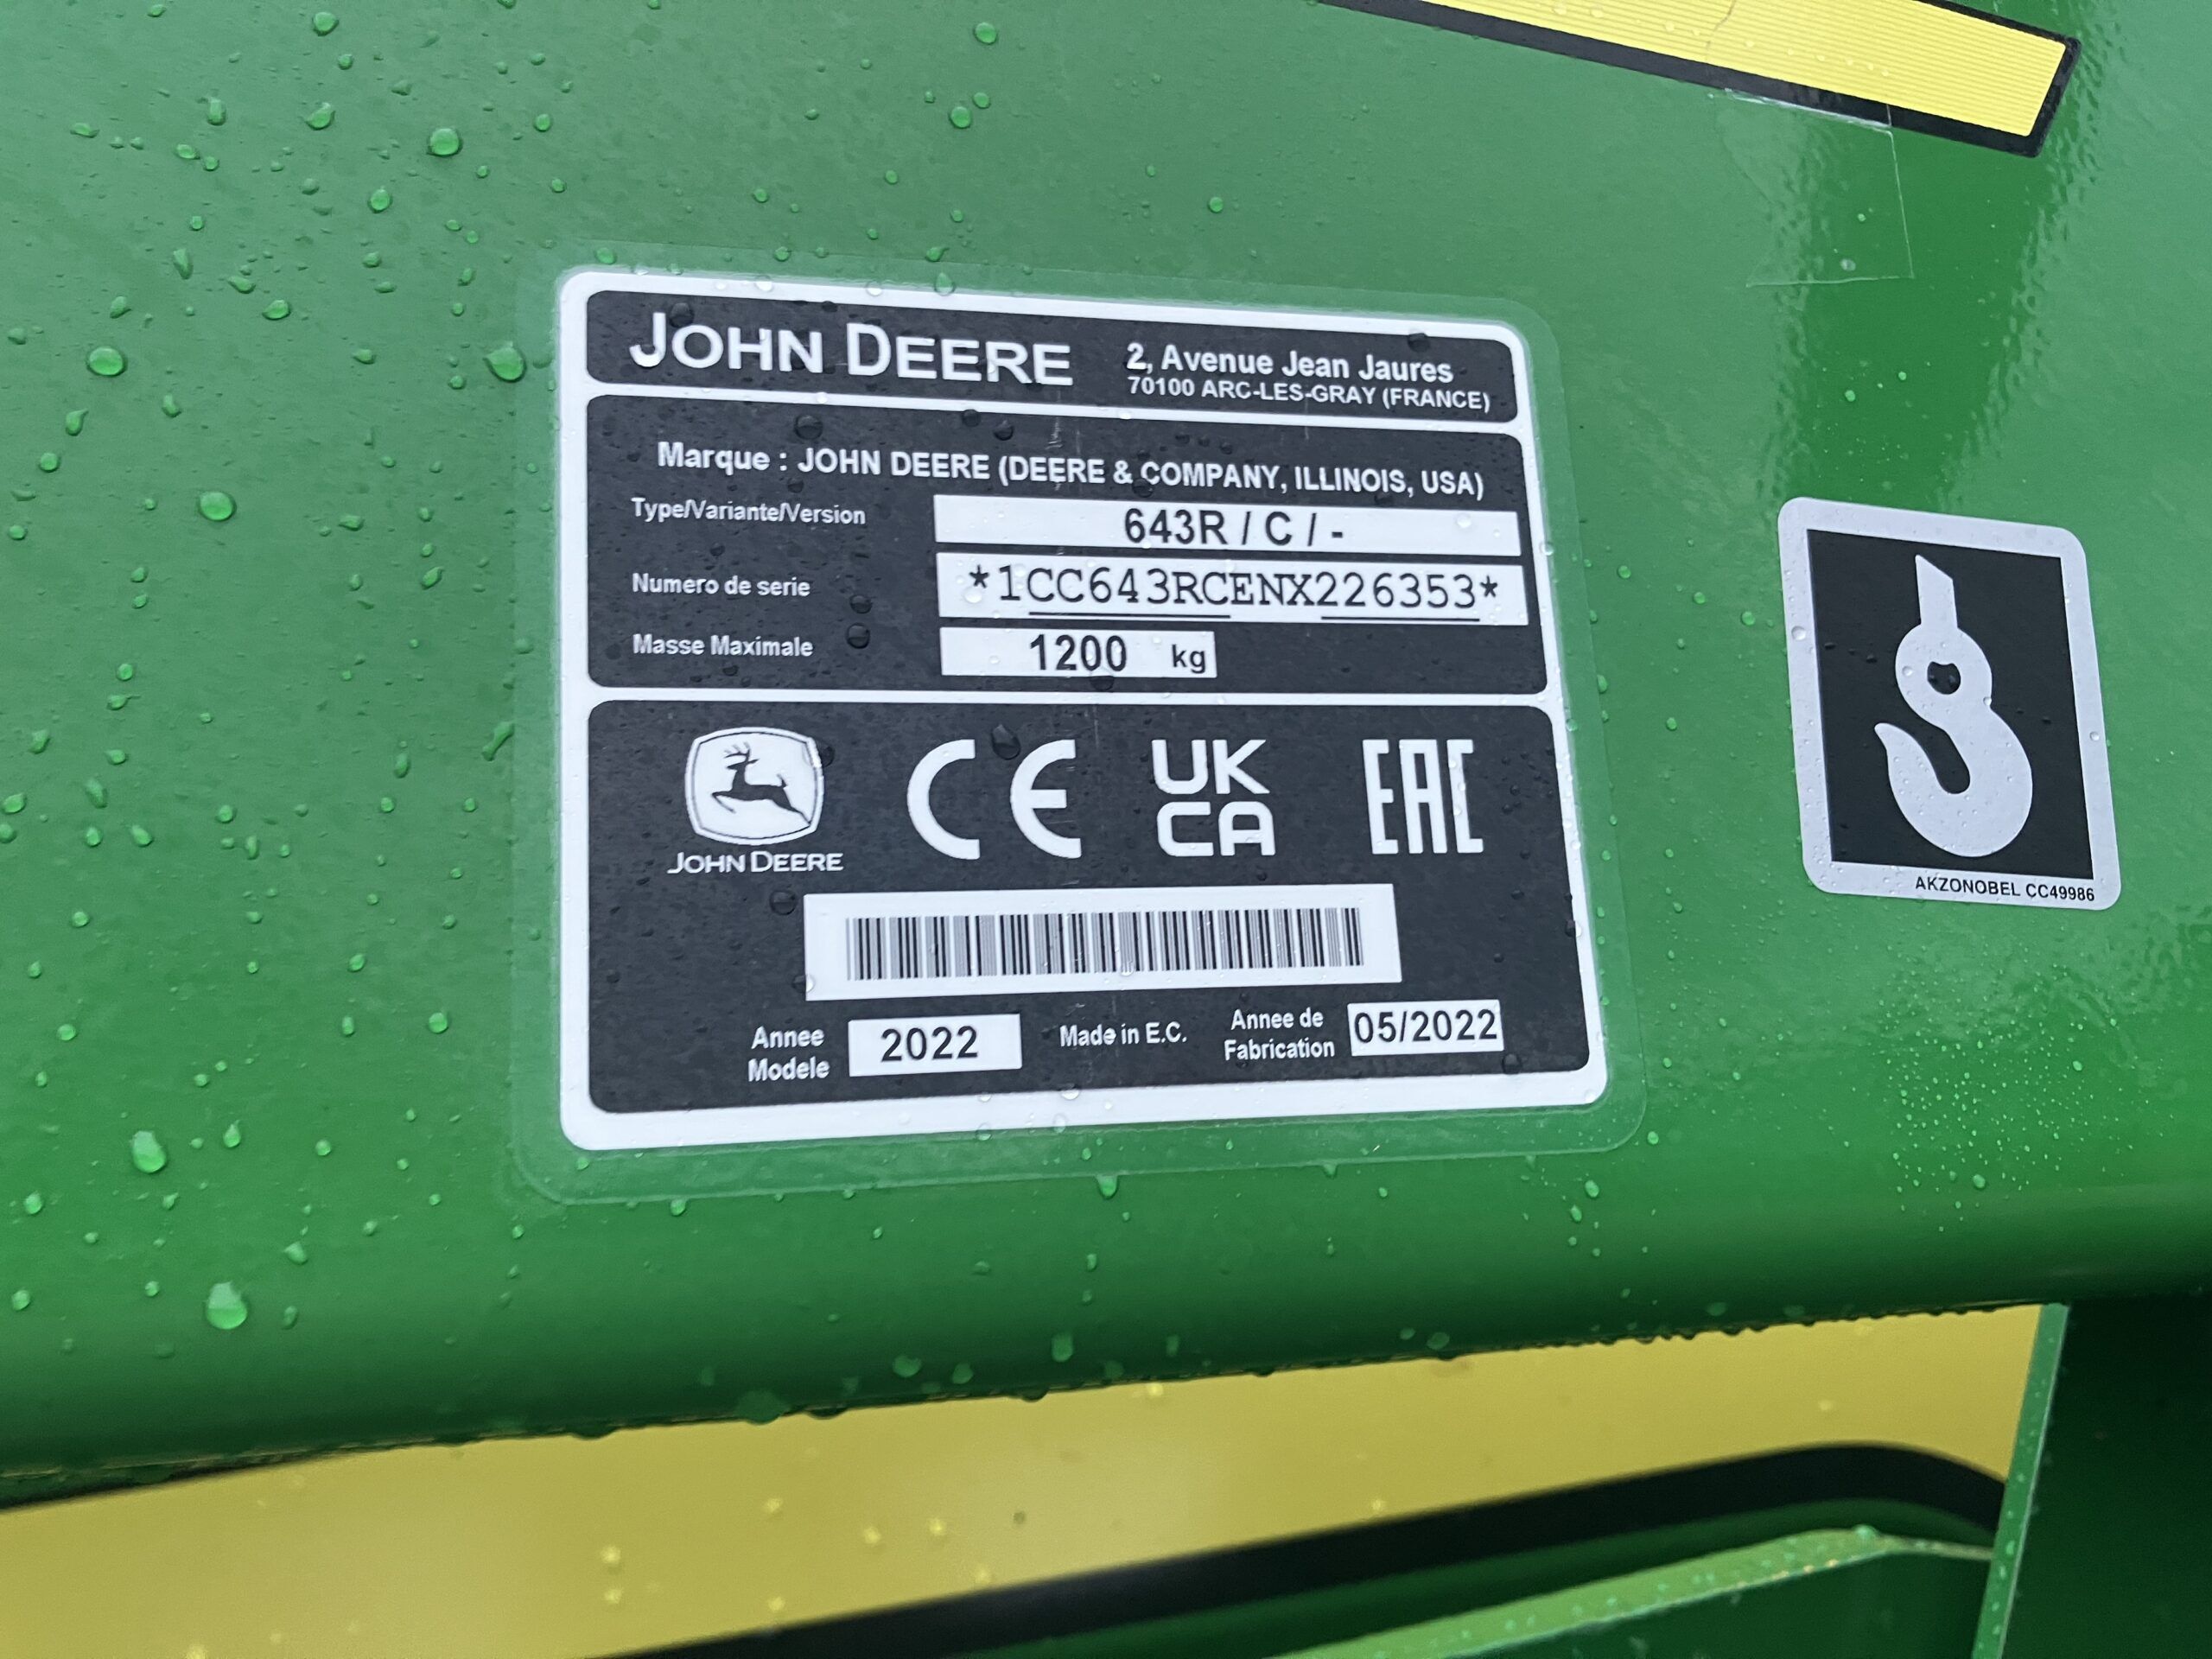 JOHN DEERE
2, Avenue Jean Jaures
70100 ARC-LES-GRAY (FRANCE)
Marque : JOHN DEERE (DEERE & COMPANY, ILLINOIS, USA)
Type/Variante/Version 643R / C / -
Numero de serie *1CC643RCENX226353*
Masse Maximale 1200 kg
JOHN DEERE
CE
UK
CA
EAC
Annee
Modele
2022
Made in E.C.
Annee de
Fabrication
05/2022
AKZONOBEL CC49986